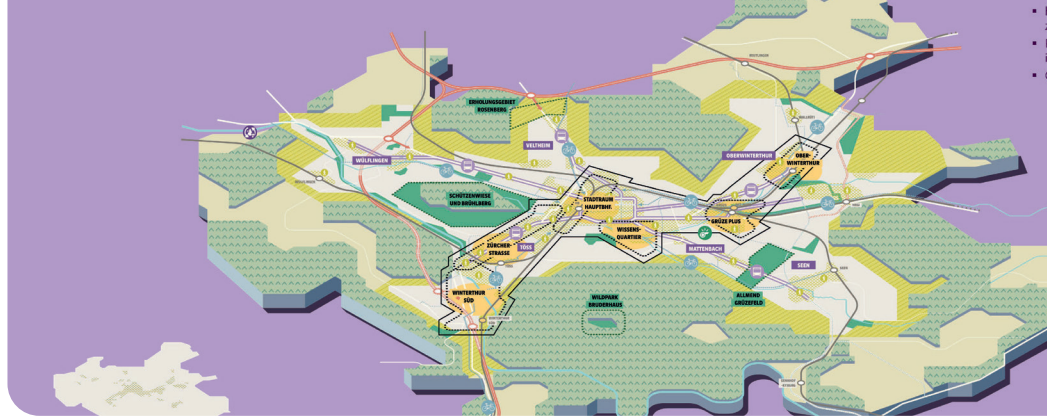 ERHOLUNGSGEBIET
ROSENBERG
VELTHEIM
WÜLFLINGEN
OBERWINTERTHUR
OBER-
WINTERTHUR
SCHÜTZENWIESE
UND BRÜHLBERG
STADTRAUM
HAUPTBHF.
GRÜZE PLUS
WISSENS-
QUARTIER
ZÜRCHER-
STRASSE
TÖSS
MATTENBACH
SEEN
WINTERTHUR
SÜD
WILDPARK
BRUDERHAUS
ALLMEND
GRÜZEFELD